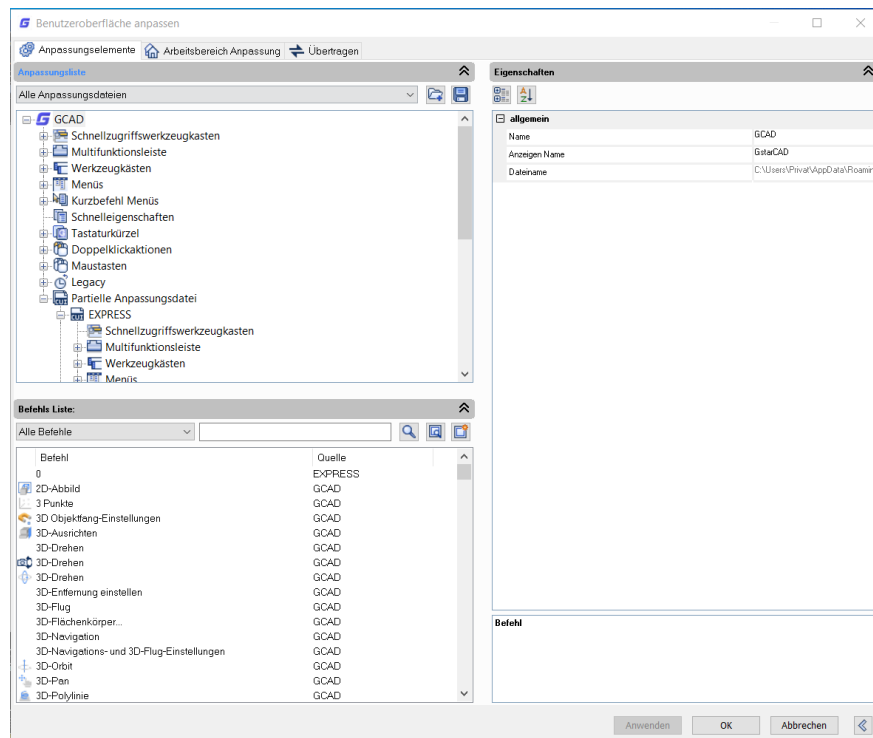 Benutzeroberfläche anpassen
Anpassungselemente Arbeitsbereich Anpassung Übertragen
Anpassungsliste
Alle Anpassungsdateien
GCAD
Schnellzugriffswerkzeugkasten
Multifunktionsleiste
Werkzeugkästen
Menüs
Kurzbefehl Menüs
Schnelleigenschaften
Tastaturkürzel
Doppelklickaktionen
Maustasten
Legacy
Partielle Anpassungsdatei
EXPRESS
Schnellzugriffswerkzeugkasten
Multifunktionsleiste
Werkzeugkästen
Menüs
Befehls Liste:
Alle Befehle
Befehl Quelle
0 EXPRESS
2D-Abbild GCAD
3 Punkte GCAD
3D Objektfang-Einstellungen GCAD
3D-Ausrichten GCAD
3D-Drehen GCAD
3D-Drehen GCAD
3D-Drehen GCAD
3D-Entfernung einstellen GCAD
3D-Flug GCAD
3D-Flächenkörper... GCAD
3D-Navigation GCAD
3D-Navigations- und 3D-Flug-Einstellungen GCAD
3D-Orbit GCAD
3D-Pan GCAD
3D-Polylinie GCAD
Eigenschaften
allgemein
Name GCAD
Anzeigen Name GstarCAD
Dateiname C:\Users\Privat\AppData\Roamin
Befehl
Anwenden OK Abbrechen